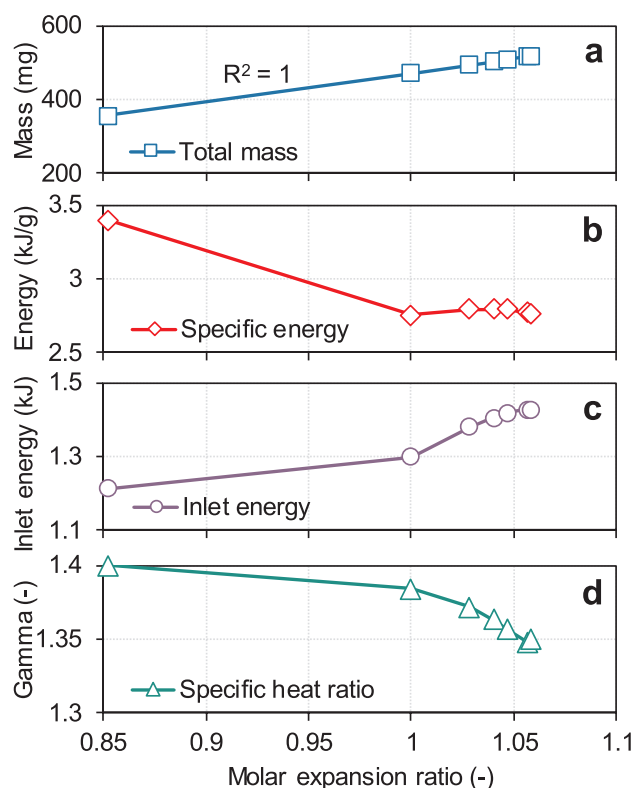 600
a
R² = 1
400
Total mass
200
Mass (mg)
3.5
b
3
Specific energy
2.5
Energy (kJ/g)
1.5
c
1.3
Inlet energy
1.1
Inlet energy (kJ)
1.4
d
1.35
Specific heat ratio
1.3
Gamma (-)
0.85 0.9 0.95 1 1.05 1.1
Molar expansion ratio (-)